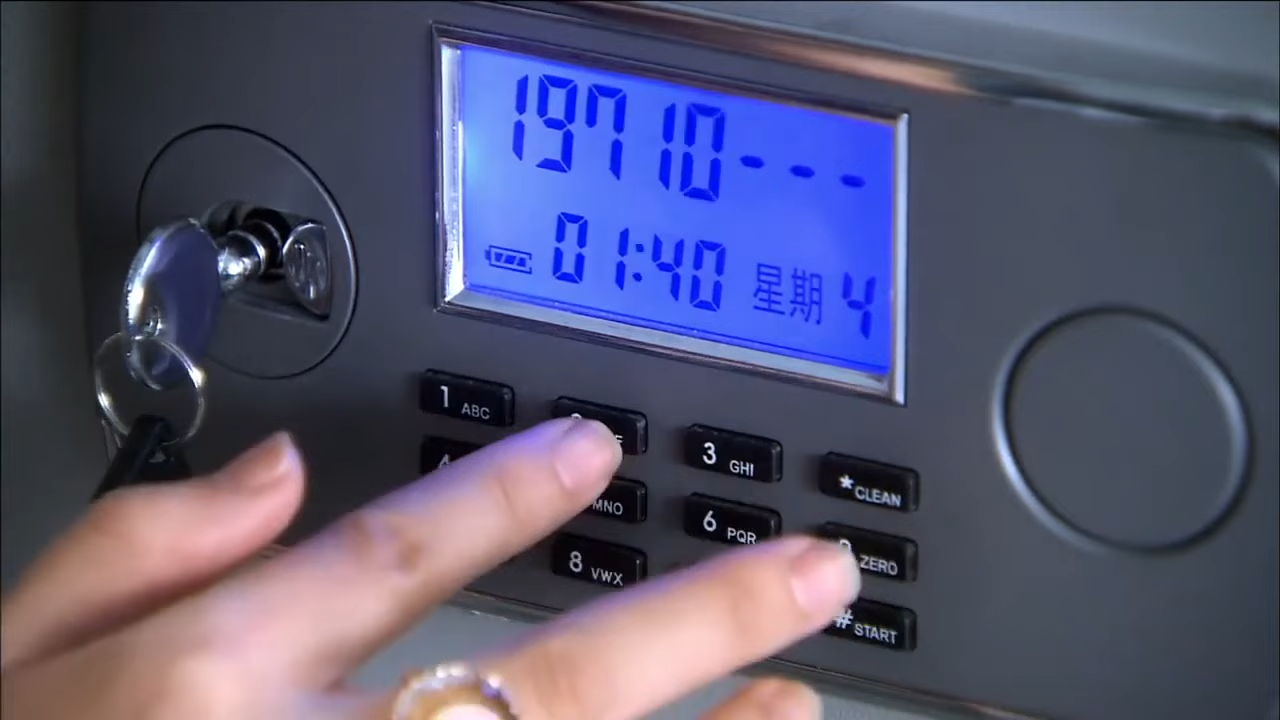 19710---
01:40 星期 4
1 ABC
3 GHI
* CLEAN
MNO
6 PQR
ZERO
8 VWX
# START